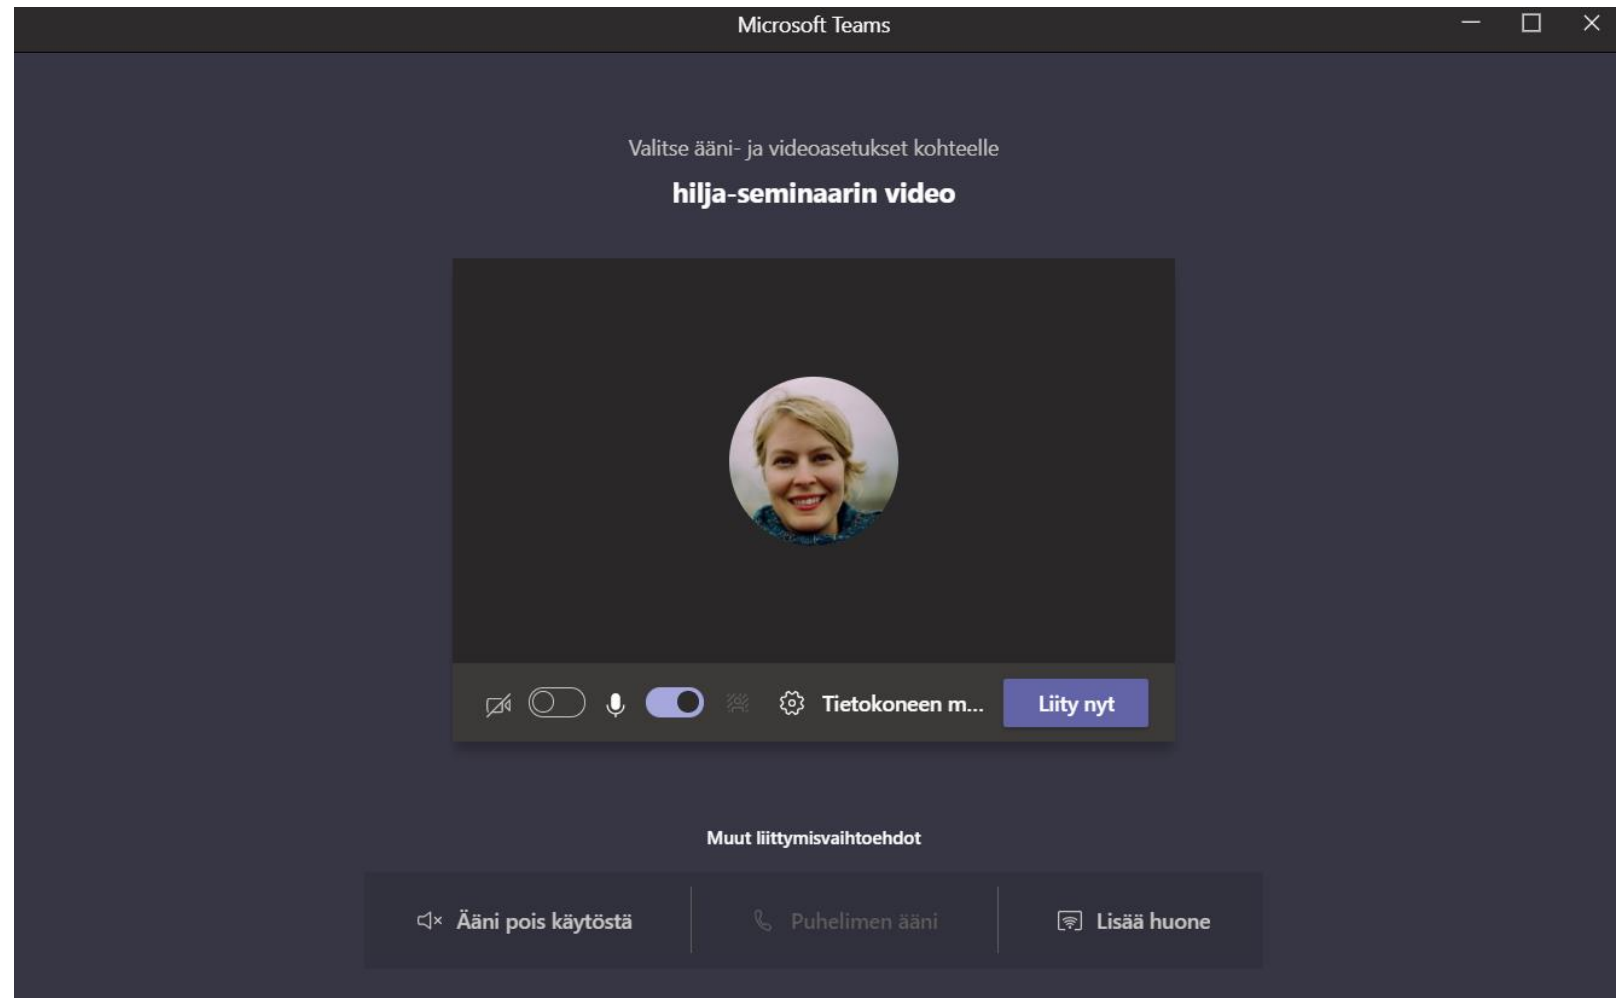 Microsoft Teams
Valitse ääni- ja videoasetukset kohteelle
hilja-seminaarin video
Tietokoneen m...
Liity nyt
Muut liittymisvaihtoehdot
Ääni pois käytöstä
Puhelimen ääni
Lisää huone